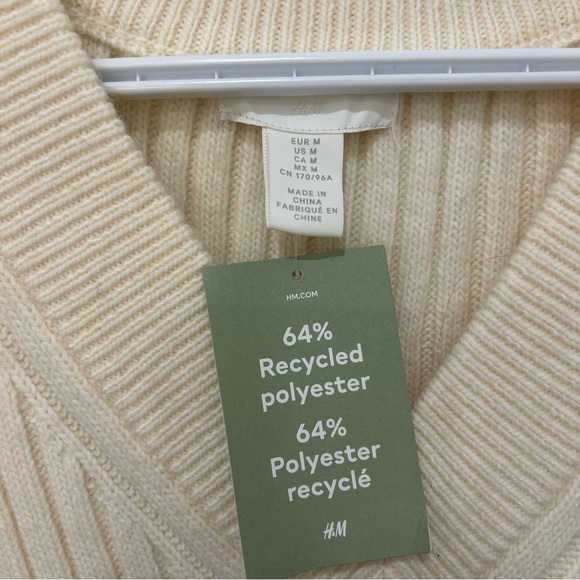 EUR M
US M
CA M
MX M
CN 170/96A
MADE IN
CHINA
FABRIQUÉ EN
CHINE
HM.COM
64%
Recycled
polyester
64%
Polyester
recyclé
H&M